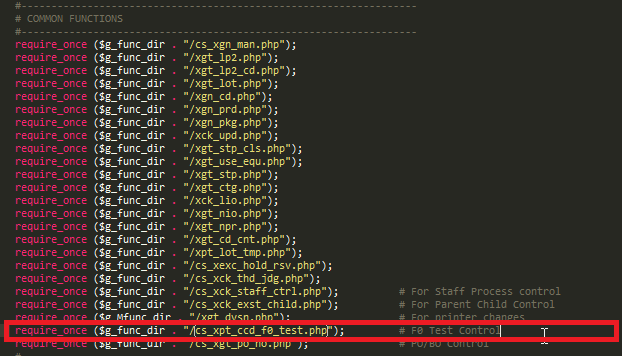 #----------------------------------------------------------------
# COMMON FUNCTIONS
#----------------------------------------------------------------
require_once ($g_func_dir . "/cs_xgn_man.php");
require_once ($g_func_dir . "/xgt_lp2.php");
require_once ($g_func_dir . "/xgt_lp2_cd.php");
require_once ($g_func_dir . "/xgt_lot.php");
require_once ($g_func_dir . "/xgn_cd.php");
require_once ($g_func_dir . "/xgn_prd.php");
require_once ($g_func_dir . "/xgn_pkg.php");
require_once ($g_func_dir . "/xck_upd.php");
require_once ($g_func_dir . "/xgt_stp_cls.php");
require_once ($g_func_dir . "/xgt_use_equ.php");
require_once ($g_func_dir . "/xgt_stp.php");
require_once ($g_func_dir . "/xgt_ctg.php");
require_once ($g_func_dir . "/xck_lio.php");
require_once ($g_func_dir . "/xgt_nio.php");
require_once ($g_func_dir . "/xgt_npr.php");
require_once ($g_func_dir . "/xgt_cd_cnt.php");
require_once ($g_func_dir . "/xpt_lot_tmp.php");
require_once ($g_func_dir . "/cs_xexc_hold_rsv.php");
require_once ($g_func_dir . "/cs_xck_thd_jdg.php");
require_once ($g_func_dir . "/cs_xck_staff_ctrl.php"); # For Staff Process control
require_once ($g_func_dir . "/cs_xck_exst_child.php"); # For Parent Child Control
require_once ($g_Mfunc_dir . "/xgt_dvsn.php"); # For printer changes
require_once ($g_func_dir . "/cs_xpt_ccd_f0_test.php"); # F0 Test Control
require_once ($g_func_dir . "/cs_xgt_po_no.php"); # PO/BO Control